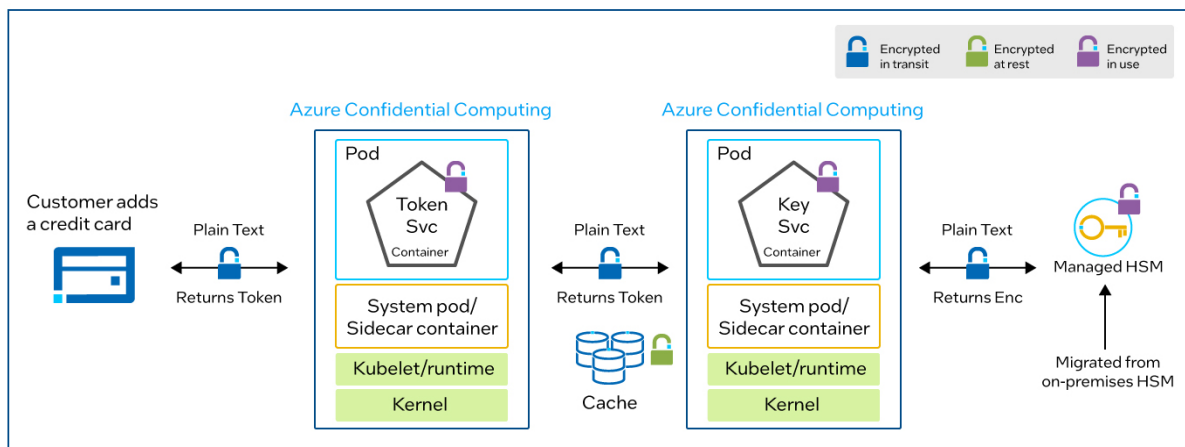 Encrypted
in transit
Encrypted
at rest
Encrypted
in use
Azure Confidential Computing
Azure Confidential Computing
Customer adds
a credit card
Plain Text
Returns Token
Pod
Token
Svc
Container
System pod/
Sidecar container
Kubelet/runtime
Kernel
Plain Text
Returns Token
Cache
Pod
Key
Svc
Container
System pod/
Sidecar container
Kubelet/runtime
Kernel
Plain Text
Returns Enc
Managed HSM
Migrated from
on-premises HSM